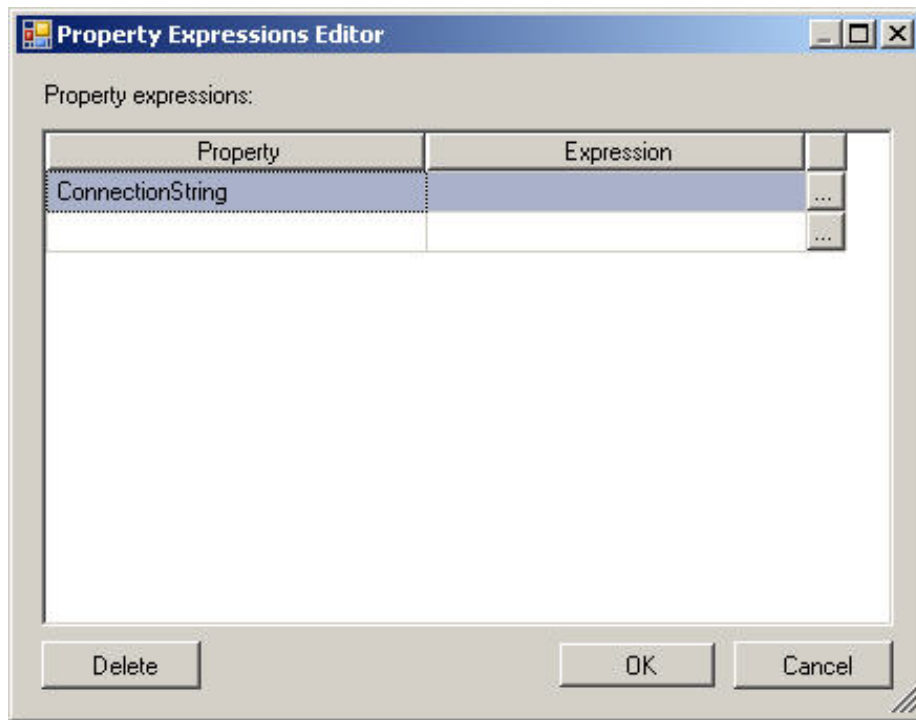 Property Expressions Editor
Property expressions:
Property Expression
ConnectionString ...
...
Delete OK Cancel